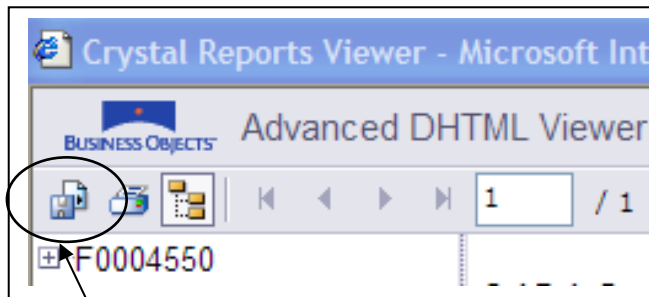 Crystal Reports Viewer - Microsoft Int
BUSINESS OBJECTS Advanced DHTML Viewer
1 / 1
F0004550